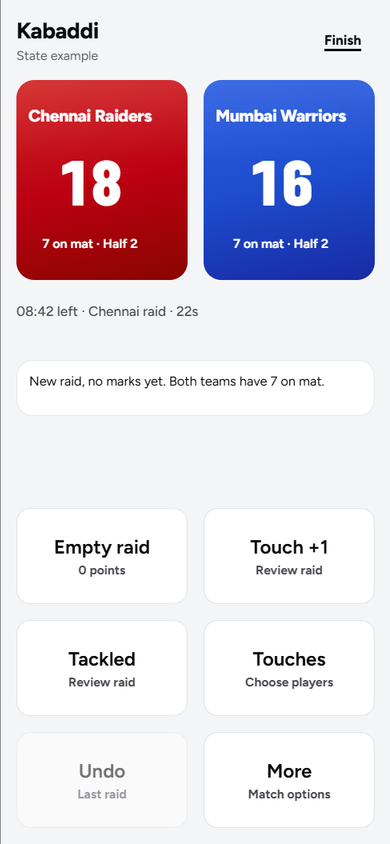 Kabaddi
State example
Finish
Chennai Raiders
18
7 on mat · Half 2
Mumbai Warriors
16
7 on mat · Half 2
08:42 left · Chennai raid · 22s
New raid, no marks yet. Both teams have 7 on mat.
Empty raid
0 points
Touch +1
Review raid
Tackled
Review raid
Touches
Choose players
Undo
Last raid
More
Match options